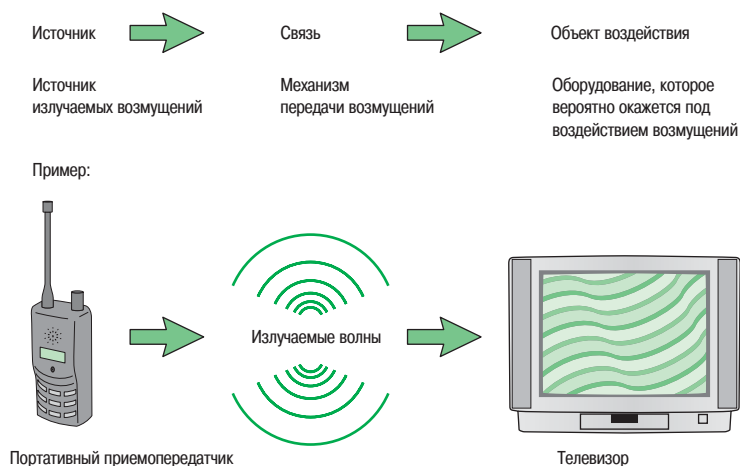 Источник
Связь
Объект воздействия
Источник
излучаемых возмущений
Механизм
передачи возмущений
Оборудование, которое
вероятно окажется под
воздействием возмущений
Пример:
Излучаемые волны
Портативный приемопередатчик
Телевизор